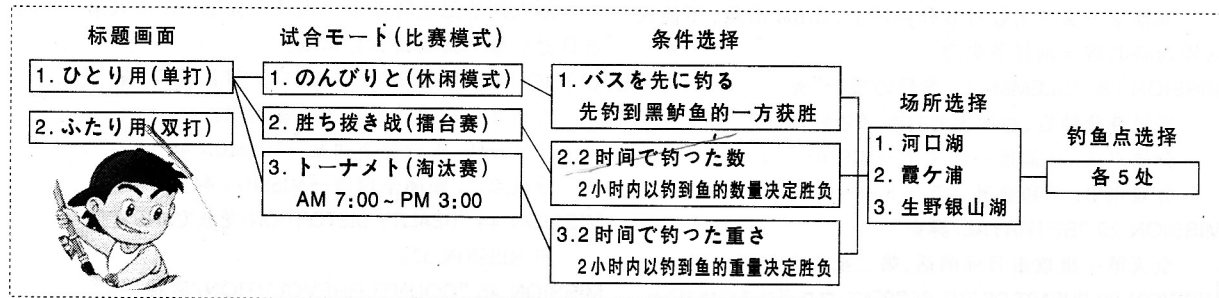 标题画面
1. ひとり用(单打)
2. ふたり用(双打)
试合モート(比赛模式)
1. のんびりと(休闲模式)
2. 胜ち拨き战(擂台赛)
3. トーナメト(淘汰赛)
AM 7:00~PM 3:00
条件选择
1. バスを先に钓る
先钓到黑鲈鱼的一方获胜
2.2时间で钓つた数
2小时内以钓到鱼的数量决定胜负
3.2时间で钓つた重さ
2小时内以钓到鱼的重量决定胜负
场所选择
1. 河口湖
2. 霞ケ浦
3. 生野银山湖
钓鱼点选择
各5处